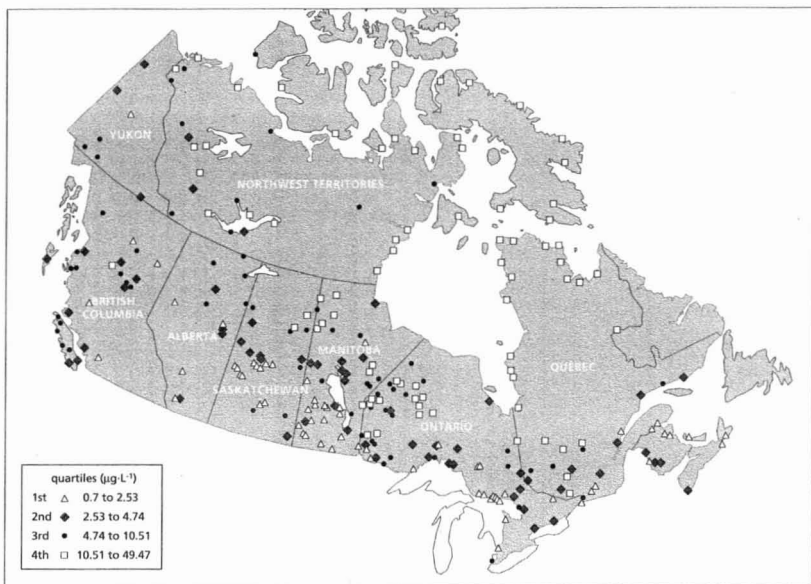 YUKON
NORTHWEST TERRITORIES
BRITISH
COLUMBIA
ALBERTA
SASKATCHEWAN
MANITOBA
ONTARIO
QUÉBEC
quartiles (µg·L⁻¹)
1st △ 0.7 to 2.53
2nd ◆ 2.53 to 4.74
3rd • 4.74 to 10.51
4th □ 10.51 to 49.47